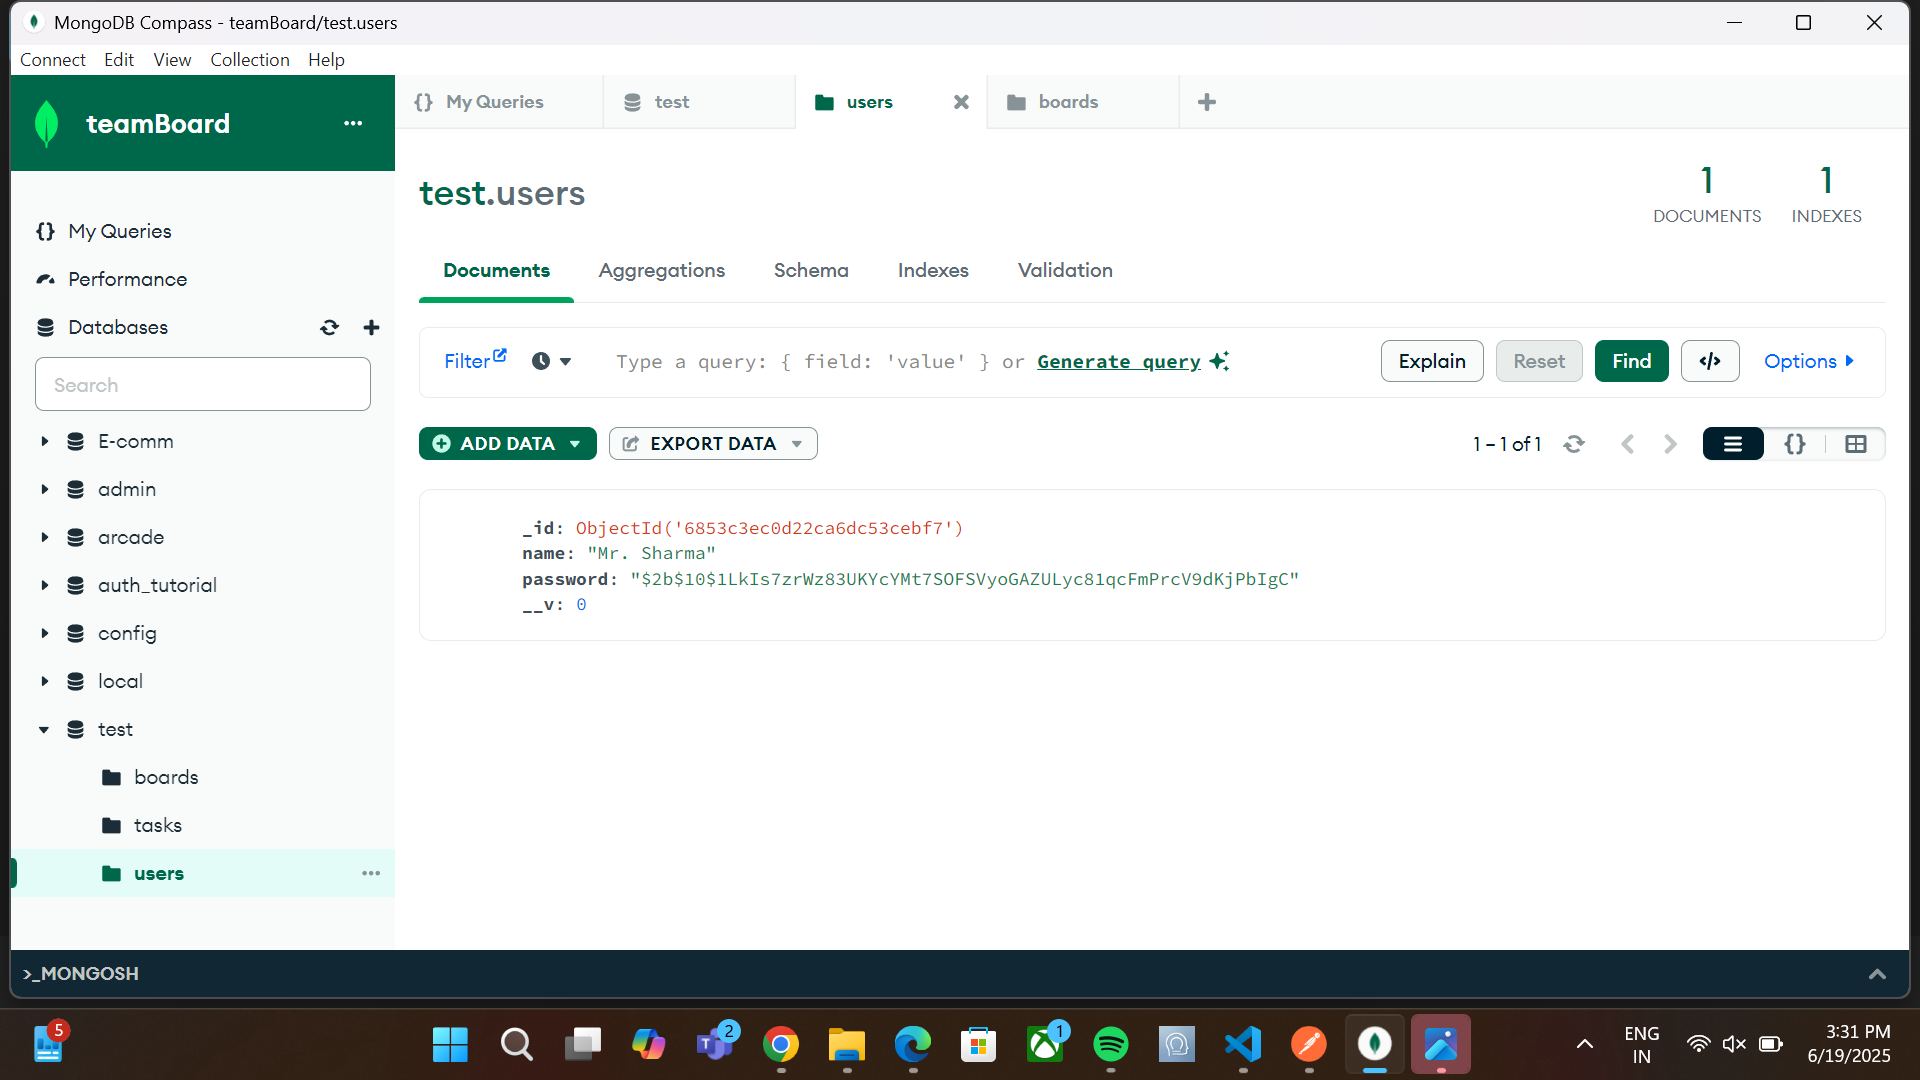 MongoDB Compass - teamBoard/test.users
Connect Edit View Collection Help
teamBoard
My Queries
Performance
Databases
Search
E-comm
admin
arcade
auth_tutorial
config
local
test
boards
tasks
users
My Queries
test
users
boards
test.users
1
DOCUMENTS
1
INDEXES
Documents Aggregations Schema Indexes Validation
Filter
Type a query: { field: 'value' } or Generate query
Explain Reset Find </> Options
ADD DATA EXPORT DATA
1 – 1 of 1
_id: ObjectId('6853c3ec0d22ca6dc53cebf7')
name: "Mr. Sharma"
password: "$2b$10$1LkIs7zrWz83UKYcYMt7SOFSVyoGAZULyc81qcFmPrcV9dKjPbIgC"
__v: 0
>_MONGOSH
5
2
1
ENG
IN
3:31 PM
6/19/2025